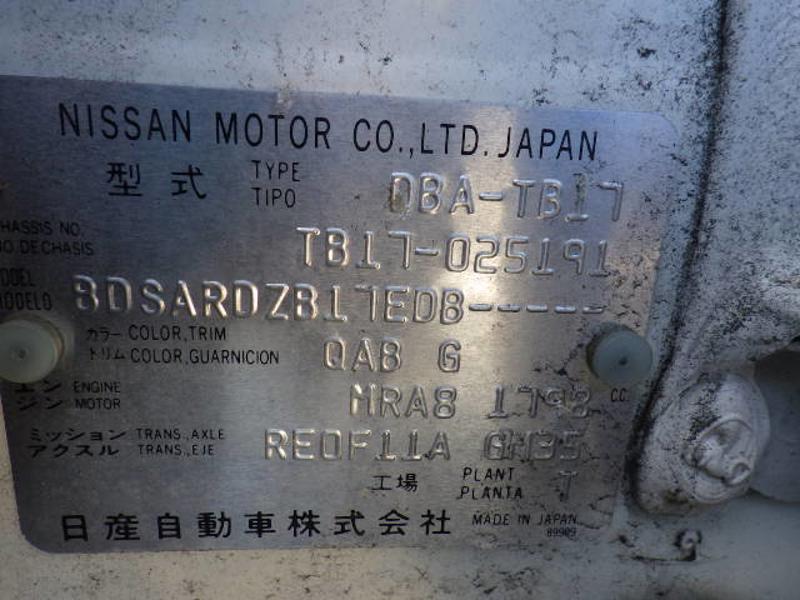 NISSAN MOTOR CO.,LTD. JAPAN
型式 TYPE TIPO DBA-TB17
CHASSIS NO. TB17-025191
NO DE CHASIS
MODEL
MODELO BDSARDZB17EDB-----
カラー COLOR,TRIM
トリム COLOR,GUARNICION QAB G
エン ENGINE
ジン MOTOR MRA8 1798 C.C.
ミッション TRANS.,AXLE
アクスル TRANS.,EJE RE0F11A GH35
工場 PLANT PLANTA T
日産自動車株式会社 MADE IN JAPAN
89909